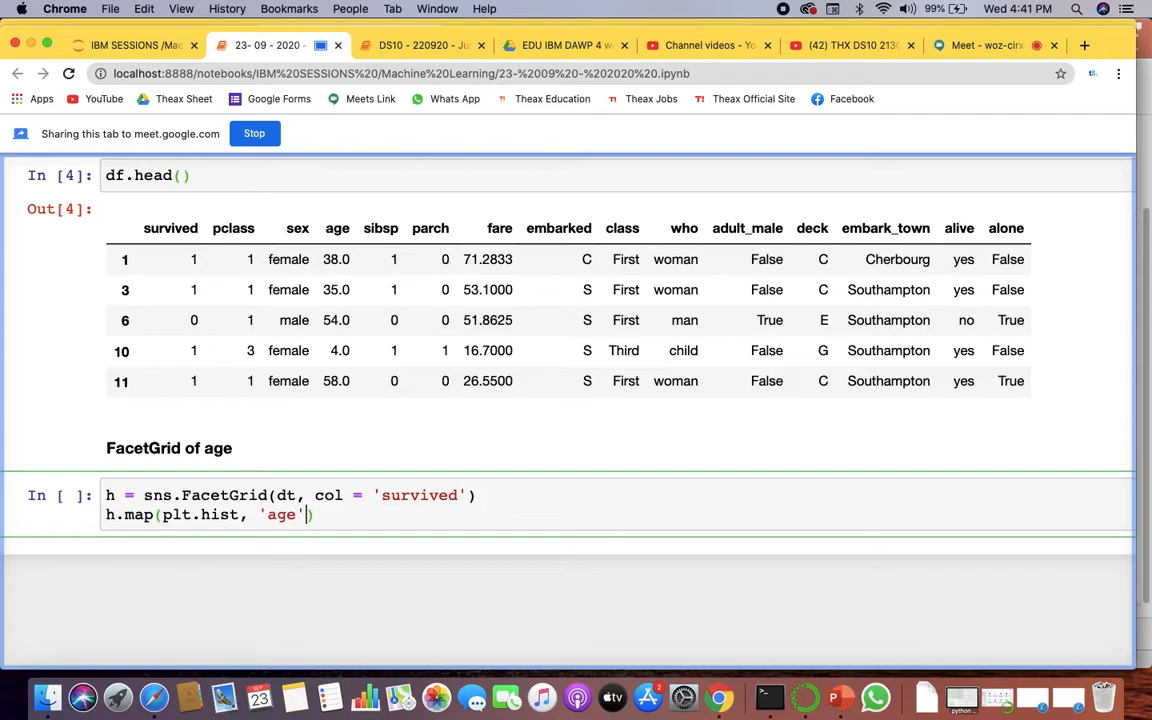 Chrome File Edit View History Bookmarks People Tab Window Help 99% Wed 4:41 PM
IBM SESSIONS /Mac × 23- 09 - 2020 - × DS10 - 220920 - Ju × EDU IBM DAWP 4 w × Channel videos - Yo × (42) THX DS10 2130 × Meet - woz-cirx ×
localhost:8888/notebooks/IBM%20SESSIONS%20/Machine%20Learning/23-%2009%20-%202020%20.ipynb
Apps YouTube Theax Sheet Google Forms Meets Link Whats App Theax Education Theax Jobs Theax Official Site Facebook
Sharing this tab to meet.google.com Stop
In [4]: df.head()
Out[4]:
survived pclass sex age sibsp parch fare embarked class who adult_male deck embark_town alive alone
1 1 1 female 38.0 1 0 71.2833 C First woman False C Cherbourg yes False
3 1 1 female 35.0 1 0 53.1000 S First woman False C Southampton yes False
6 0 1 male 54.0 0 0 51.8625 S First man True E Southampton no True
10 1 3 female 4.0 1 1 16.7000 S Third child False G Southampton yes False
11 1 1 female 58.0 0 0 26.5500 S First woman False C Southampton yes True
FacetGrid of age
In [ ]: h = sns.FacetGrid(dt, col = 'survived')
h.map(plt.hist, 'age')